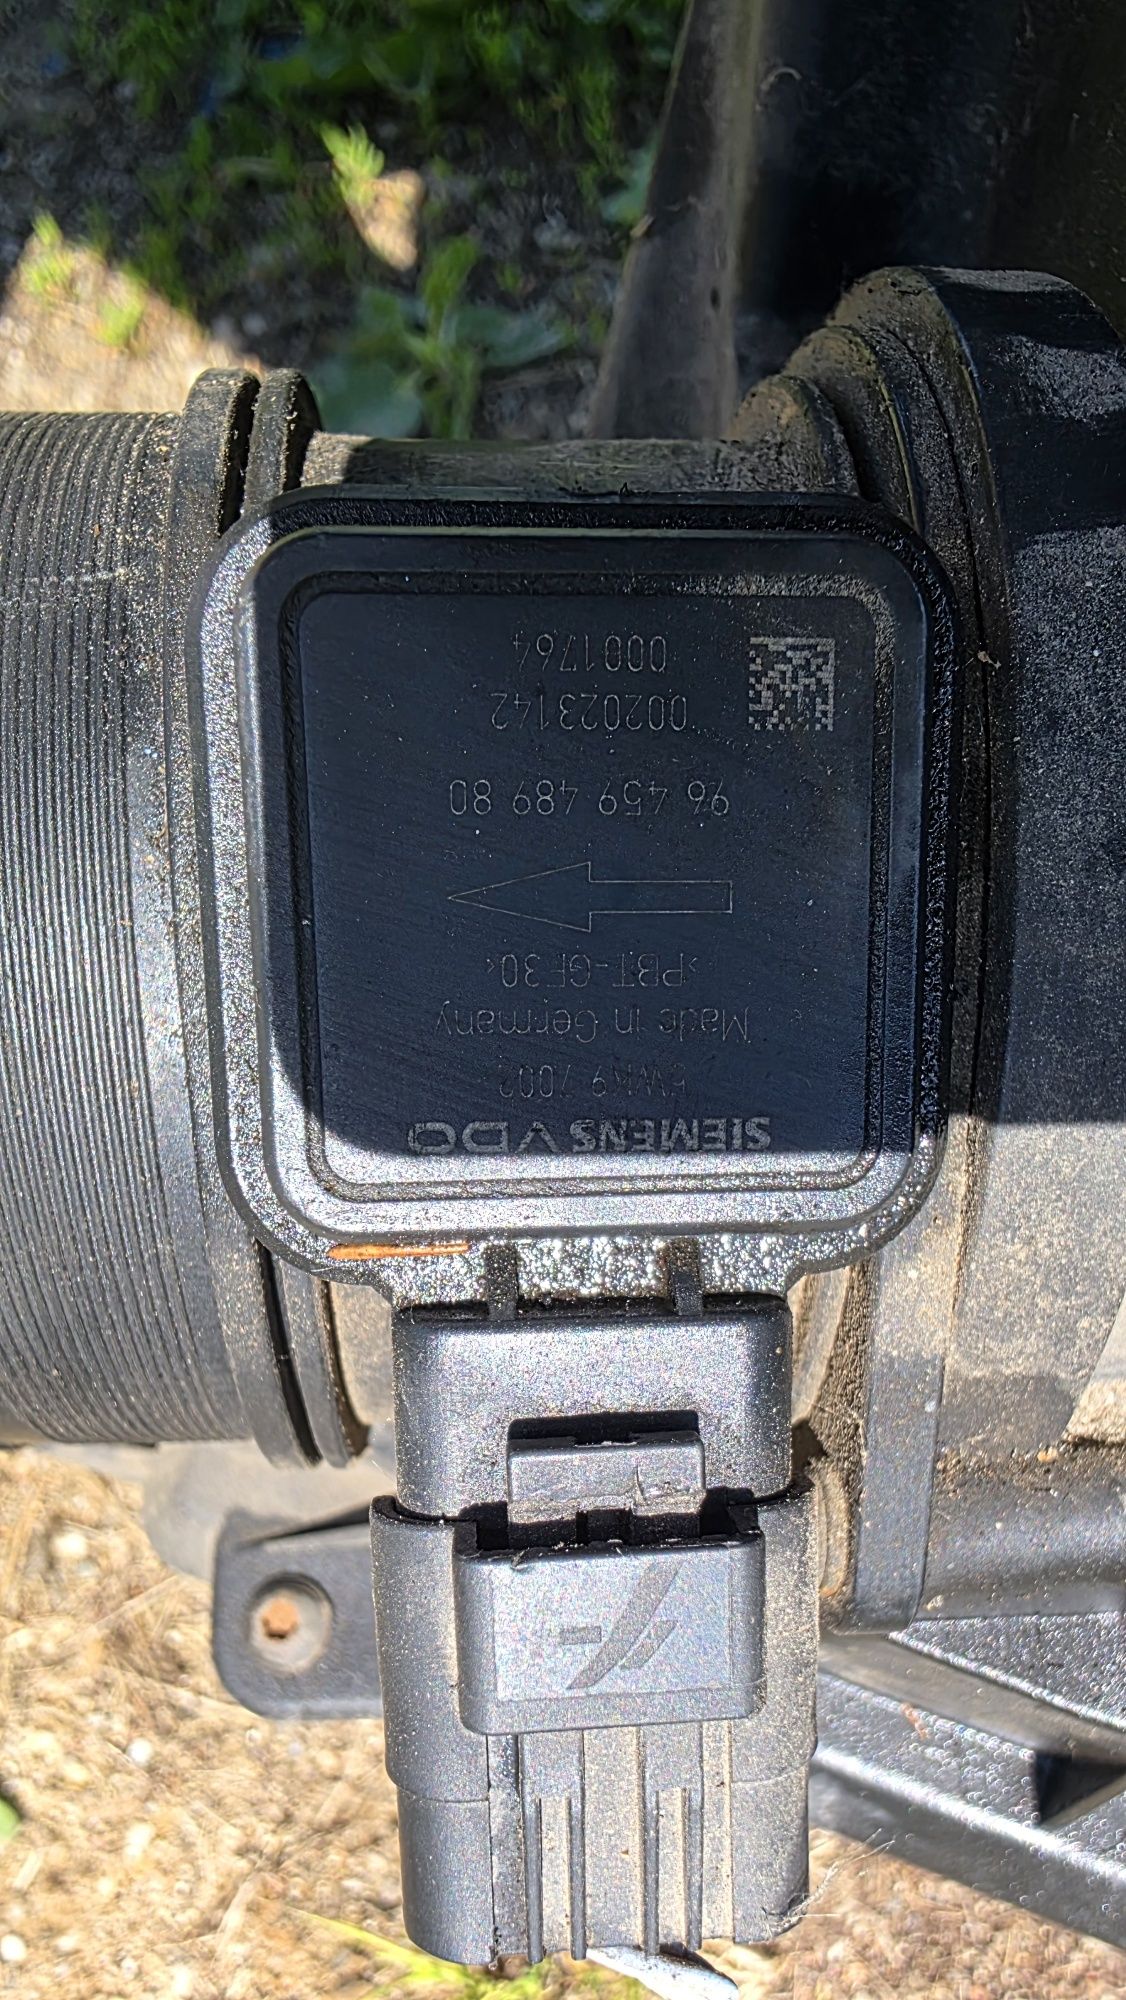 SIEMENS VDO
5WK9 7002
Made in Germany
>PBT-GF30<
96 459 489 80
002023142
0001764